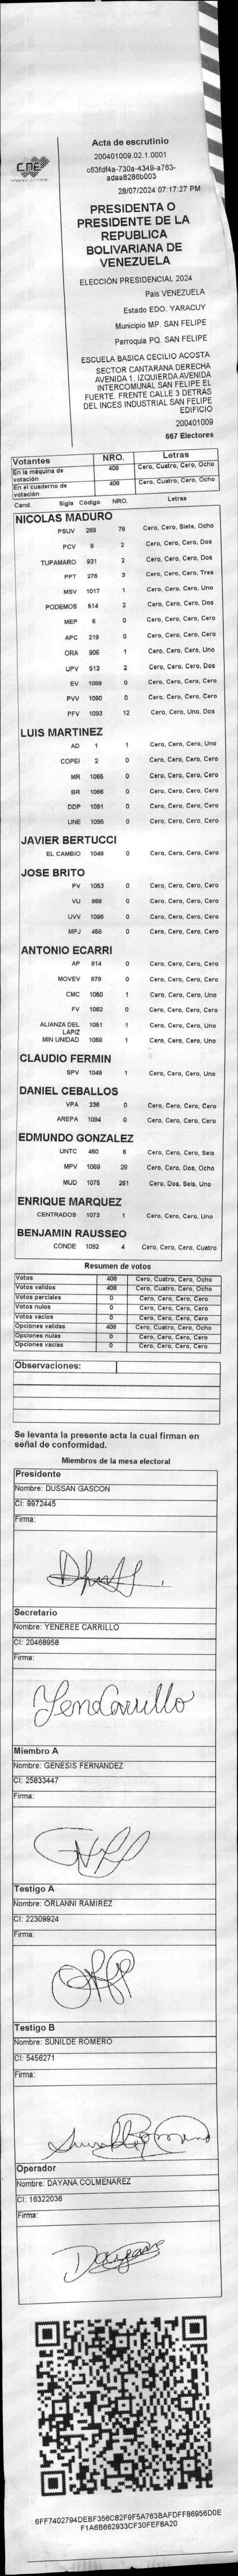 CNE
Acta de escrutinio
200401009.02.1.0001
c63fdf4a-730a-4349-a763-
adaa8286b003
28/07/2024 07:17:27 PM
PRESIDENTA O
PRESIDENTE DE LA
REPUBLICA
BOLIVARIANA DE
VENEZUELA
ELECCIÓN PRESIDENCIAL 2024
Pais VENEZUELA
Estado EDO. YARACUY
Municipio MP. SAN FELIPE
Parroquia PQ. SAN FELIPE
ESCUELA BASICA CECILIO ACOSTA
SECTOR CANTARANA DERECHA
AVENIDA 1. IZQUIERDA AVENIDA
INTERCOMUNAL SAN FELIPE EL
FUERTE. FRENTE CALLE 3 DETRAS
DEL INCES INDUSTRIAL SAN FELIPE
EDIFICIO
200401009
667 Electores
Votantes NRO. Letras
En la máquina de votación 408 Cero, Cuatro, Cero, Ocho
En el cuaderno de votación 408 Cero, Cuatro, Cero, Ocho
Cand. Sigla Código NRO. Letras
NICOLAS MADURO
PSUV 269 78 Cero, Cero, Siete, Ocho
PCV 9 2 Cero, Cero, Cero, Dos
TUPAMARO 931 2 Cero, Cero, Cero, Dos
PPT 276 3 Cero, Cero, Cero, Tres
MSV 1017 1 Cero, Cero, Cero, Uno
PODEMOS 514 2 Cero, Cero, Cero, Dos
MEP 6 0 Cero, Cero, Cero, Cero
APC 219 0 Cero, Cero, Cero, Cero
ORA 906 1 Cero, Cero, Cero, Uno
UPV 513 2 Cero, Cero, Cero, Dos
EV 1089 0 Cero, Cero, Cero, Cero
PVV 1090 0 Cero, Cero, Cero, Cero
PFV 1093 12 Cero, Cero, Uno, Dos
LUIS MARTINEZ
AD 1 1 Cero, Cero, Cero, Uno
COPEI 2 0 Cero, Cero, Cero, Cero
MR 1065 0 Cero, Cero, Cero, Cero
BR 1066 0 Cero, Cero, Cero, Cero
DDP 1091 0 Cero, Cero, Cero, Cero
UNE 1095 0 Cero, Cero, Cero, Cero
JAVIER BERTUCCI
EL CAMBIO 1048 0 Cero, Cero, Cero, Cero
JOSE BRITO
PV 1053 0 Cero, Cero, Cero, Cero
VU 868 0 Cero, Cero, Cero, Cero
UVV 1096 0 Cero, Cero, Cero, Cero
MPJ 458 0 Cero, Cero, Cero, Cero
ANTONIO ECARRI
AP 814 0 Cero, Cero, Cero, Cero
MOVEV 878 0 Cero, Cero, Cero, Cero
CMC 1050 1 Cero, Cero, Cero, Uno
FV 1062 0 Cero, Cero, Cero, Cero
ALIANZA DEL LAPIZ 1051 1 Cero, Cero, Cero, Uno
MIN UNIDAD 1068 1 Cero, Cero, Cero, Uno
CLAUDIO FERMIN
SPV 1049 1 Cero, Cero, Cero, Uno
DANIEL CEBALLOS
VPA 236 0 Cero, Cero, Cero, Cero
AREPA 1094 0 Cero, Cero, Cero, Cero
EDMUNDO GONZALEZ
UNTC 460 6 Cero, Cero, Cero, Seis
MPV 1069 28 Cero, Cero, Dos, Ocho
MUD 1075 261 Cero, Dos, Seis, Uno
ENRIQUE MARQUEZ
CENTRADOS 1073 1 Cero, Cero, Cero, Uno
BENJAMIN RAUSSEO
CONDE 1092 4 Cero, Cero, Cero, Cuatro
Resumen de votos
Votos 408 Cero, Cuatro, Cero, Ocho
Votos validos 408 Cero, Cuatro, Cero, Ocho
Votos parciales 0 Cero, Cero, Cero, Cero
Votos nulos 0 Cero, Cero, Cero, Cero
Votos vacios 0 Cero, Cero, Cero, Cero
Opciones validas 408 Cero, Cuatro, Cero, Ocho
Opciones nulas 0 Cero, Cero, Cero, Cero
Opciones vacias 0 Cero, Cero, Cero, Cero
Observaciones:
Se levanta la presente acta la cual firman en
señal de conformidad.
Miembros de la mesa electoral
Presidente
Nombre: DUSSAN GASCON
CI: 9972445
Firma:
Secretario
Nombre: YENEREE CARRILLO
CI: 20468958
Firma:
YenCarrillo
Miembro A
Nombre: GENESIS FERNANDEZ
CI: 25833447
Firma:
Testigo A
Nombre: ORLANNI RAMIREZ
CI: 22309924
Firma:
Testigo B
Nombre: SUNILDE ROMERO
CI: 5456271
Firma:
Operador
Nombre: DAYANA COLMENAREZ
CI: 16322036
Firma:
6FF7402794DEBF356C82F9F5A763BAFDFF86956D0E
F1A6B662933CF30FEF8A20